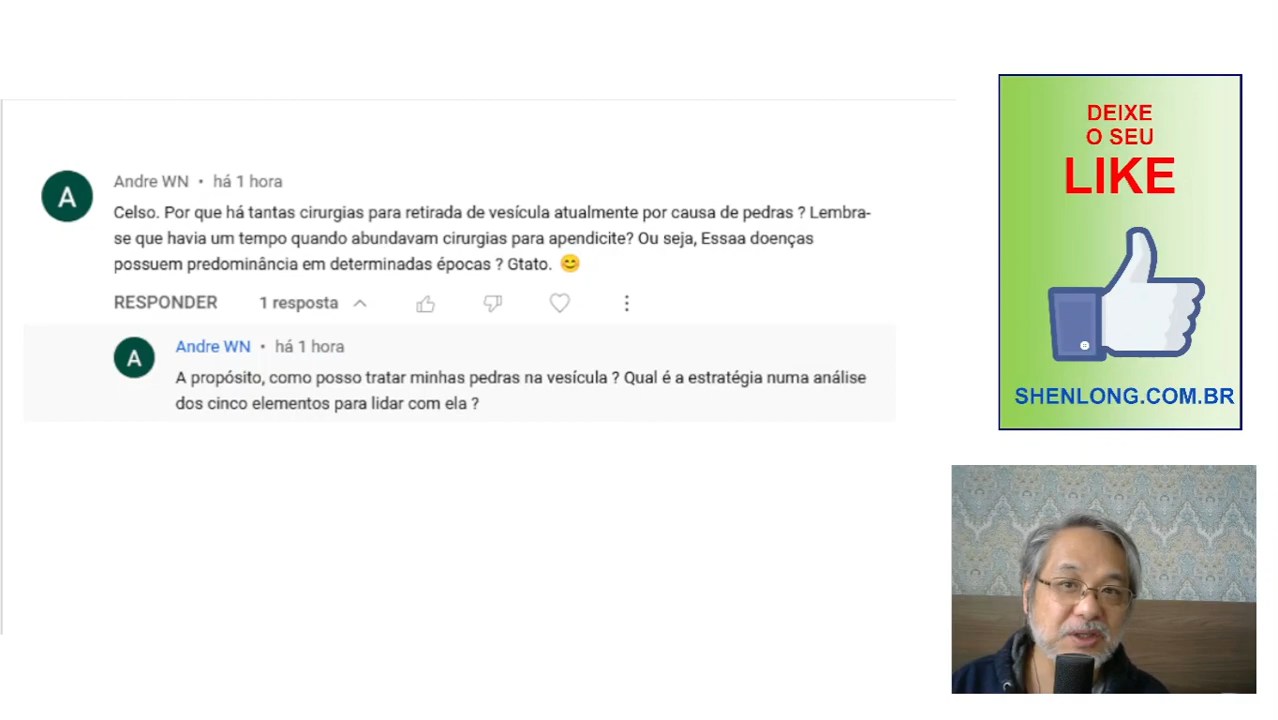 Andre WN • há 1 hora
Celso. Por que há tantas cirurgias para retirada de vesícula atualmente por causa de pedras ? Lembra-
se que havia um tempo quando abundavam cirurgias para apendicite? Ou seja, Essaa doenças
possuem predominância em determinadas épocas ? Gtato. 😊
RESPONDER 1 resposta
A
Andre WN • há 1 hora
A propósito, como posso tratar minhas pedras na vesícula ? Qual é a estratégia numa análise
dos cinco elementos para lidar com ela ?
A
DEIXE
O SEU
LIKE
SHENLONG.COM.BR